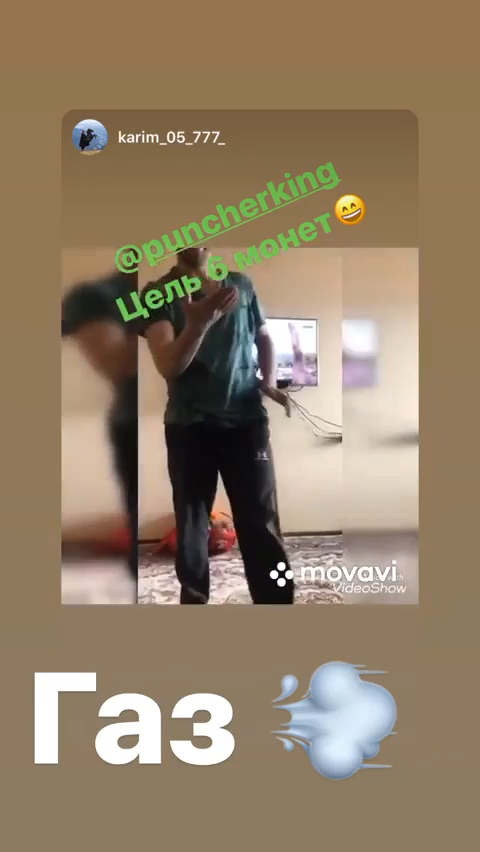 karim_05_777_
@puncherking
Цель 6 монет
movavi
VideoShow
Газ